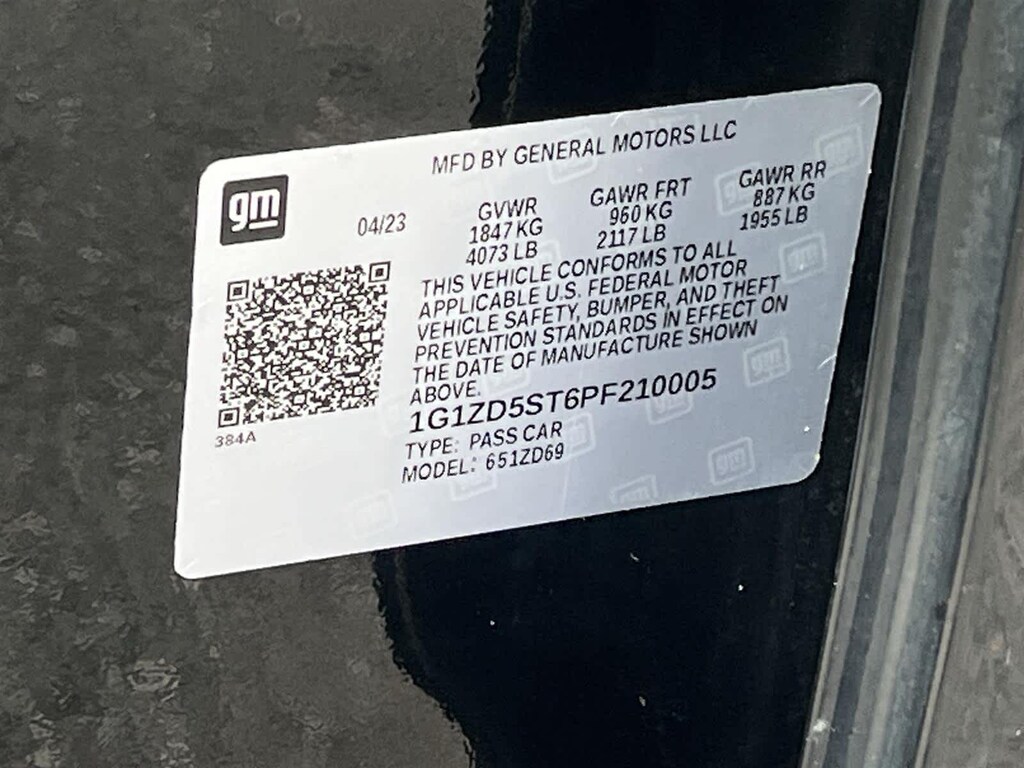 MFD BY GENERAL MOTORS LLC
gm
04/23
GVWR
1847 KG
4073 LB
GAWR FRT
960 KG
2117 LB
GAWR RR
887 KG
1955 LB
THIS VEHICLE CONFORMS TO ALL
APPLICABLE U.S. FEDERAL MOTOR
VEHICLE SAFETY, BUMPER, AND THEFT
PREVENTION STANDARDS IN EFFECT ON
THE DATE OF MANUFACTURE SHOWN
ABOVE.
1G1ZD5ST6PF210005
TYPE: PASS CAR
MODEL: 651ZD69
384A